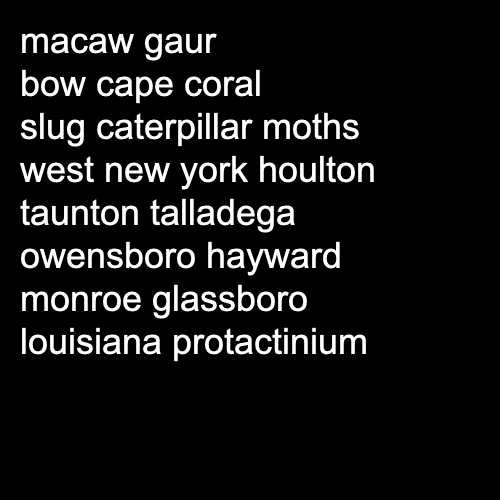 macaw gaur
bow cape coral
slug caterpillar moths
west new york houlton
taunton talladega
owensboro hayward
monroe glassboro
louisiana protactinium